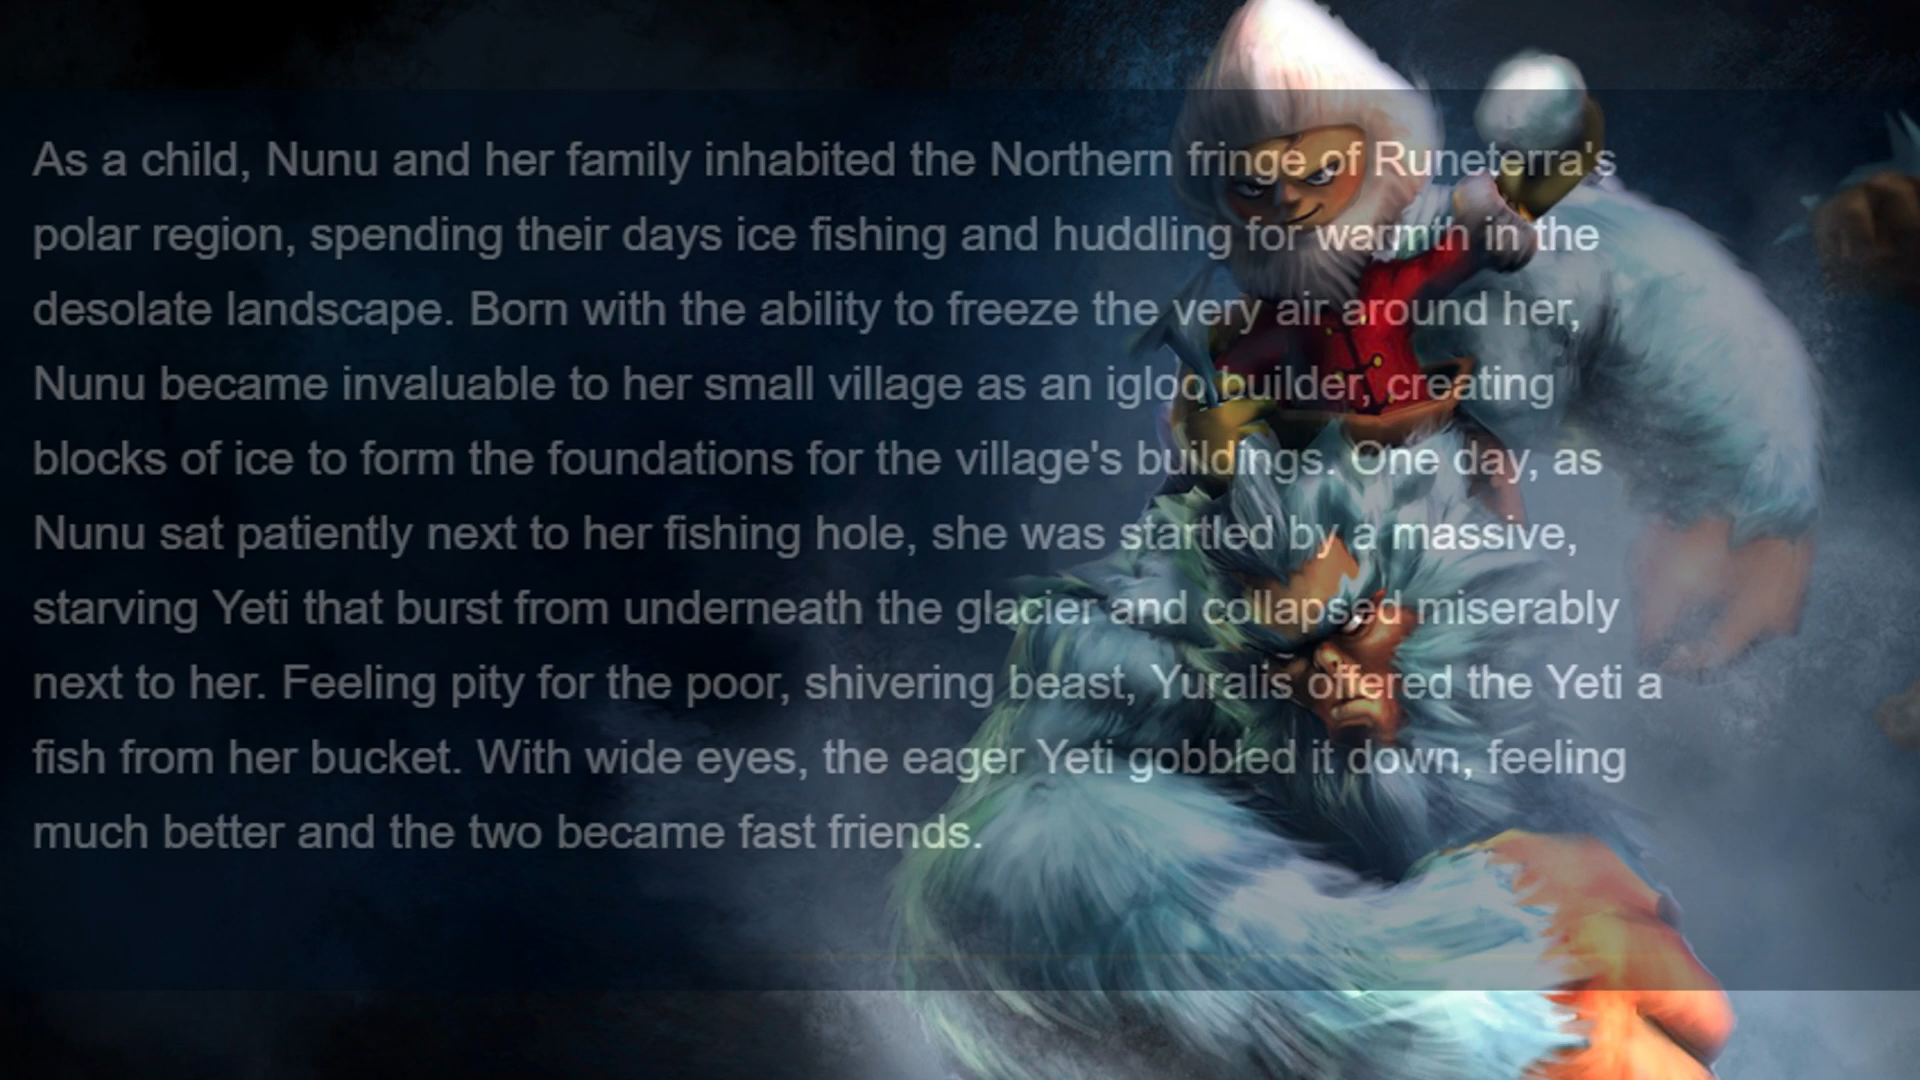 As a child, Nunu and her family inhabited the Northern fringe of Runeterra's
polar region, spending their days ice fishing and huddling for warmth in the
desolate landscape. Born with the ability to freeze the very air around her,
Nunu became invaluable to her small village as an igloo builder, creating
blocks of ice to form the foundations for the village's buildings. One day, as
Nunu sat patiently next to her fishing hole, she was startled by a massive,
starving Yeti that burst from underneath the glacier and collapsed miserably
next to her. Feeling pity for the poor, shivering beast, Yuralis offered the Yeti a
fish from her bucket. With wide eyes, the eager Yeti gobbled it down, feeling
much better and the two became fast friends.